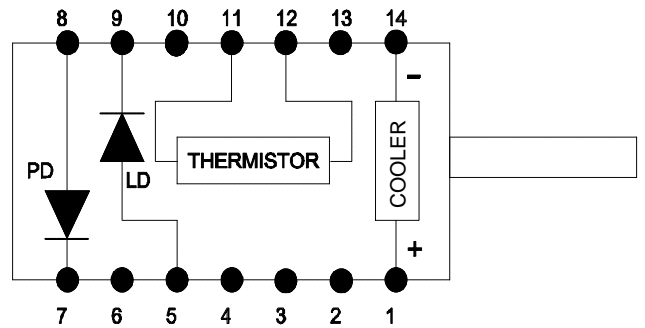 8 9 10 11 12 13 14
-
PD
LD
THERMISTOR
COOLER
+
7 6 5 4 3 2 1